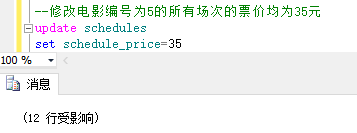 --修改电影编号为5的所有场次的票价均为35元
update schedules
set schedule_price=35
100 %
消息
(12 行受影响)